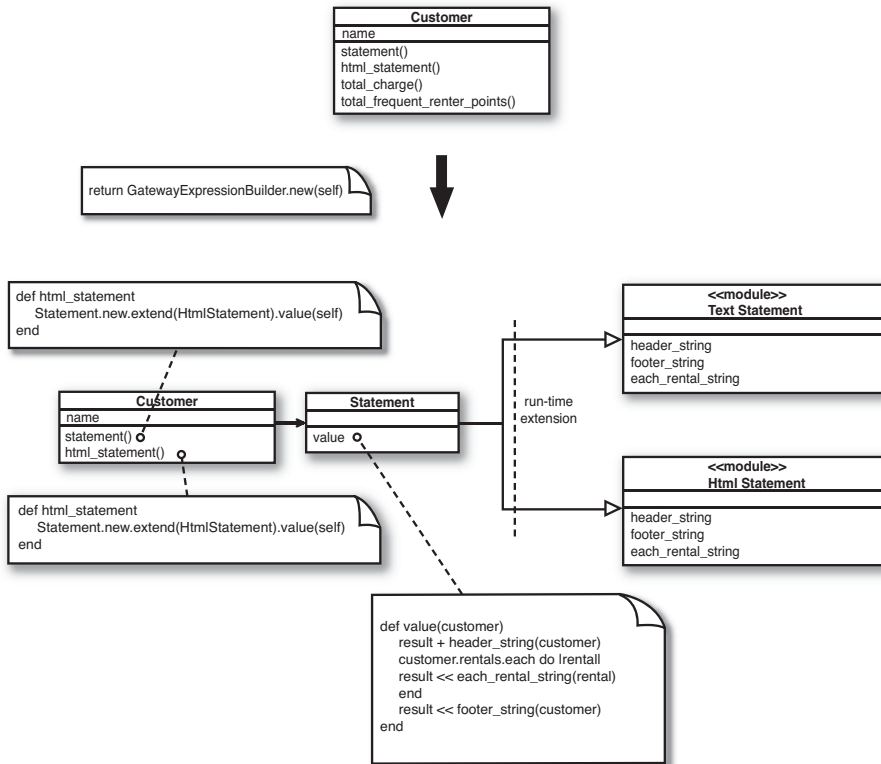 Customer
name
statement()
html_statement()
total_charge()
total_frequent_renter_points()
return GatewayExpressionBuilder.new(self)
def html_statement
Statement.new.extend(HtmlStatement).value(self)
end
<<module>>
Text Statement
header_string
footer_string
each_rental_string
Customer
name
statement()
html_statement()
Statement
value
run-time
extension
<<module>>
Html Statement
header_string
footer_string
each_rental_string
def html_statement
Statement.new.extend(HtmlStatement).value(self)
end
def value(customer)
result + header_string(customer)
customer.rentals.each do lrentall
result << each_rental_string(rental)
end
result << footer_string(customer)
end